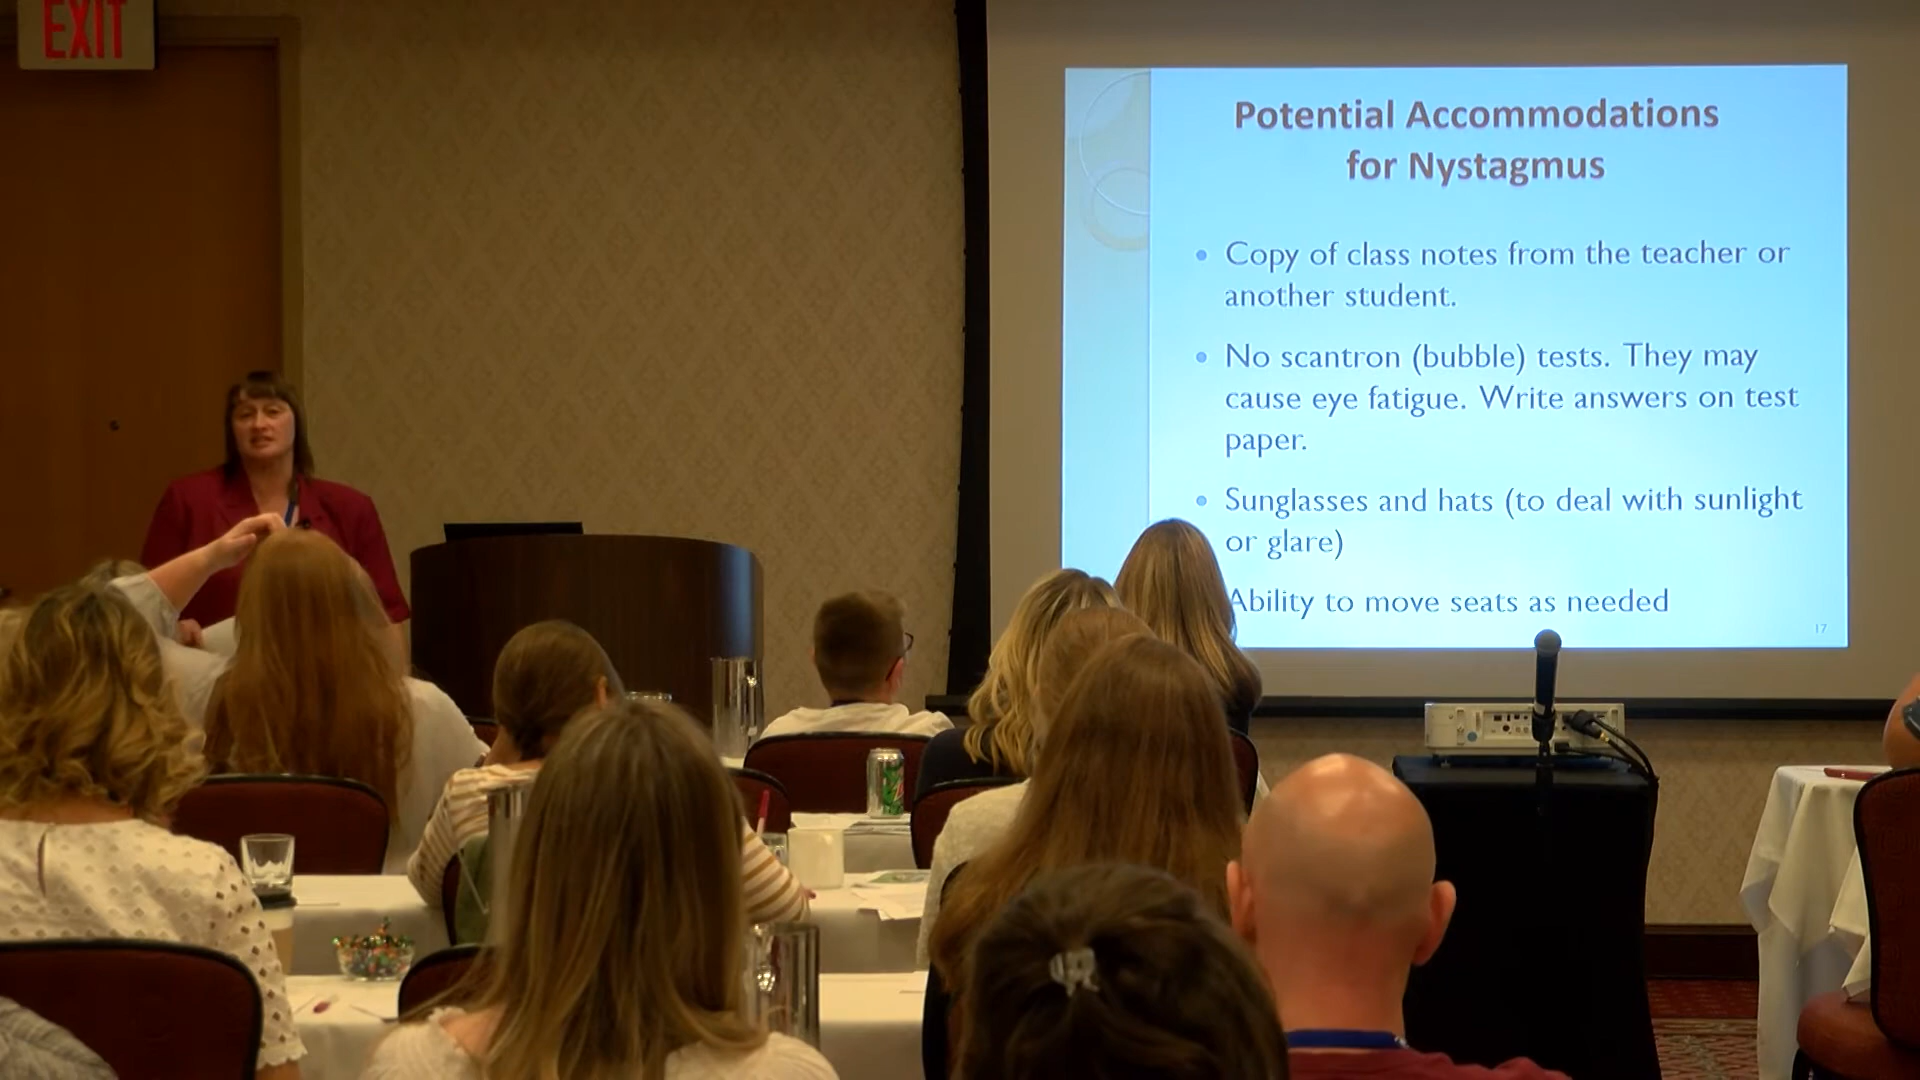 EXIT
Potential Accommodations
for Nystagmus
• Copy of class notes from the teacher or
another student.
• No scantron (bubble) tests. They may
cause eye fatigue. Write answers on test
paper.
• Sunglasses and hats (to deal with sunlight
or glare)
Ability to move seats as needed
17